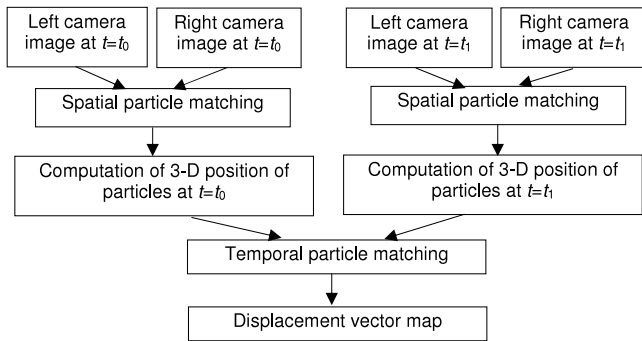 Left camera
image at t=t0
Right camera
image at t=t0
Left camera
image at t=t1
Right camera
image at t=t1
Spatial particle matching
Spatial particle matching
Computation of 3-D position of
particles at t=t0
Computation of 3-D position of
particles at t=t1
Temporal particle matching
Displacement vector map